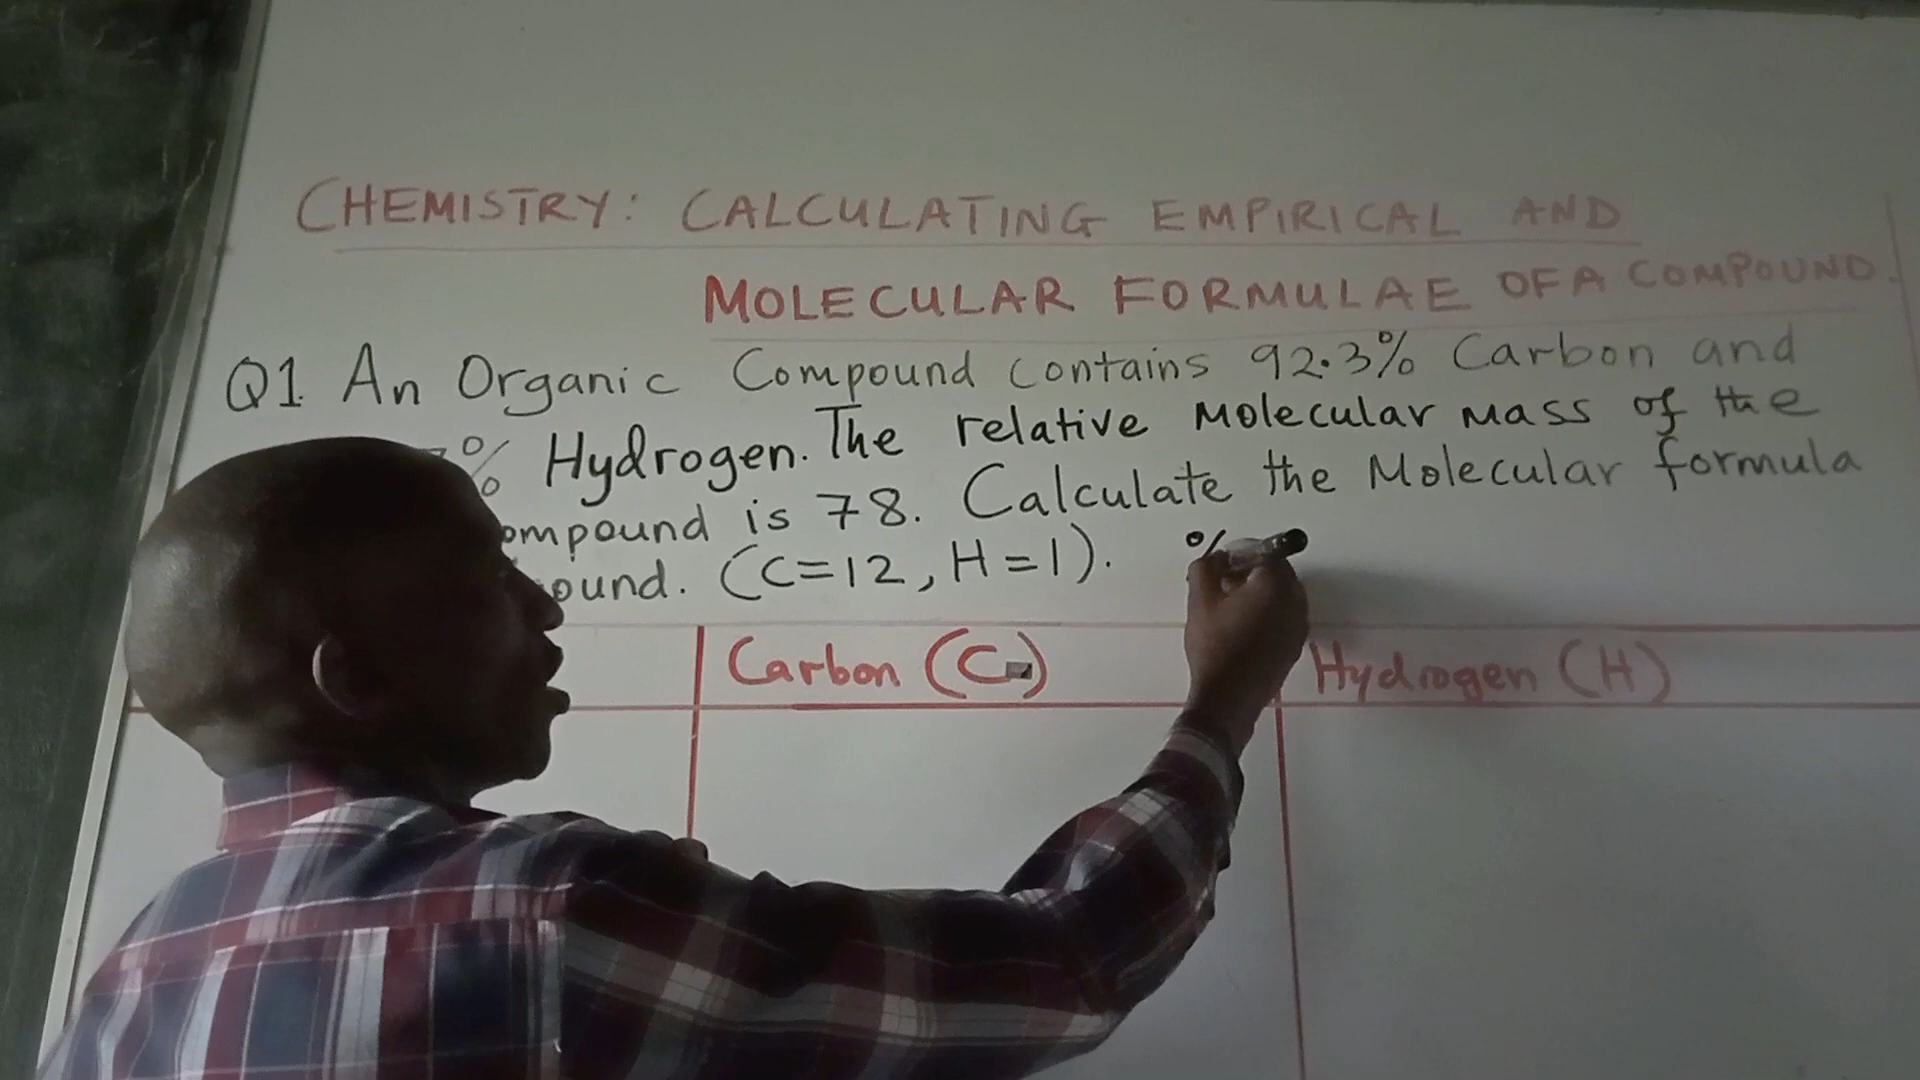 CHEMISTRY: CALCULATING EMPIRICAL AND
MOLECULAR FORMULAE OF A COMPOUND.
Q1. An Organic Compound contains 92.3% Carbon and
% Hydrogen. The relative Molecular Mass of the
ompound is 78. Calculate the Molecular formula
ound. (C=12, H=1). %
Carbon (C) Hydrogen (H)